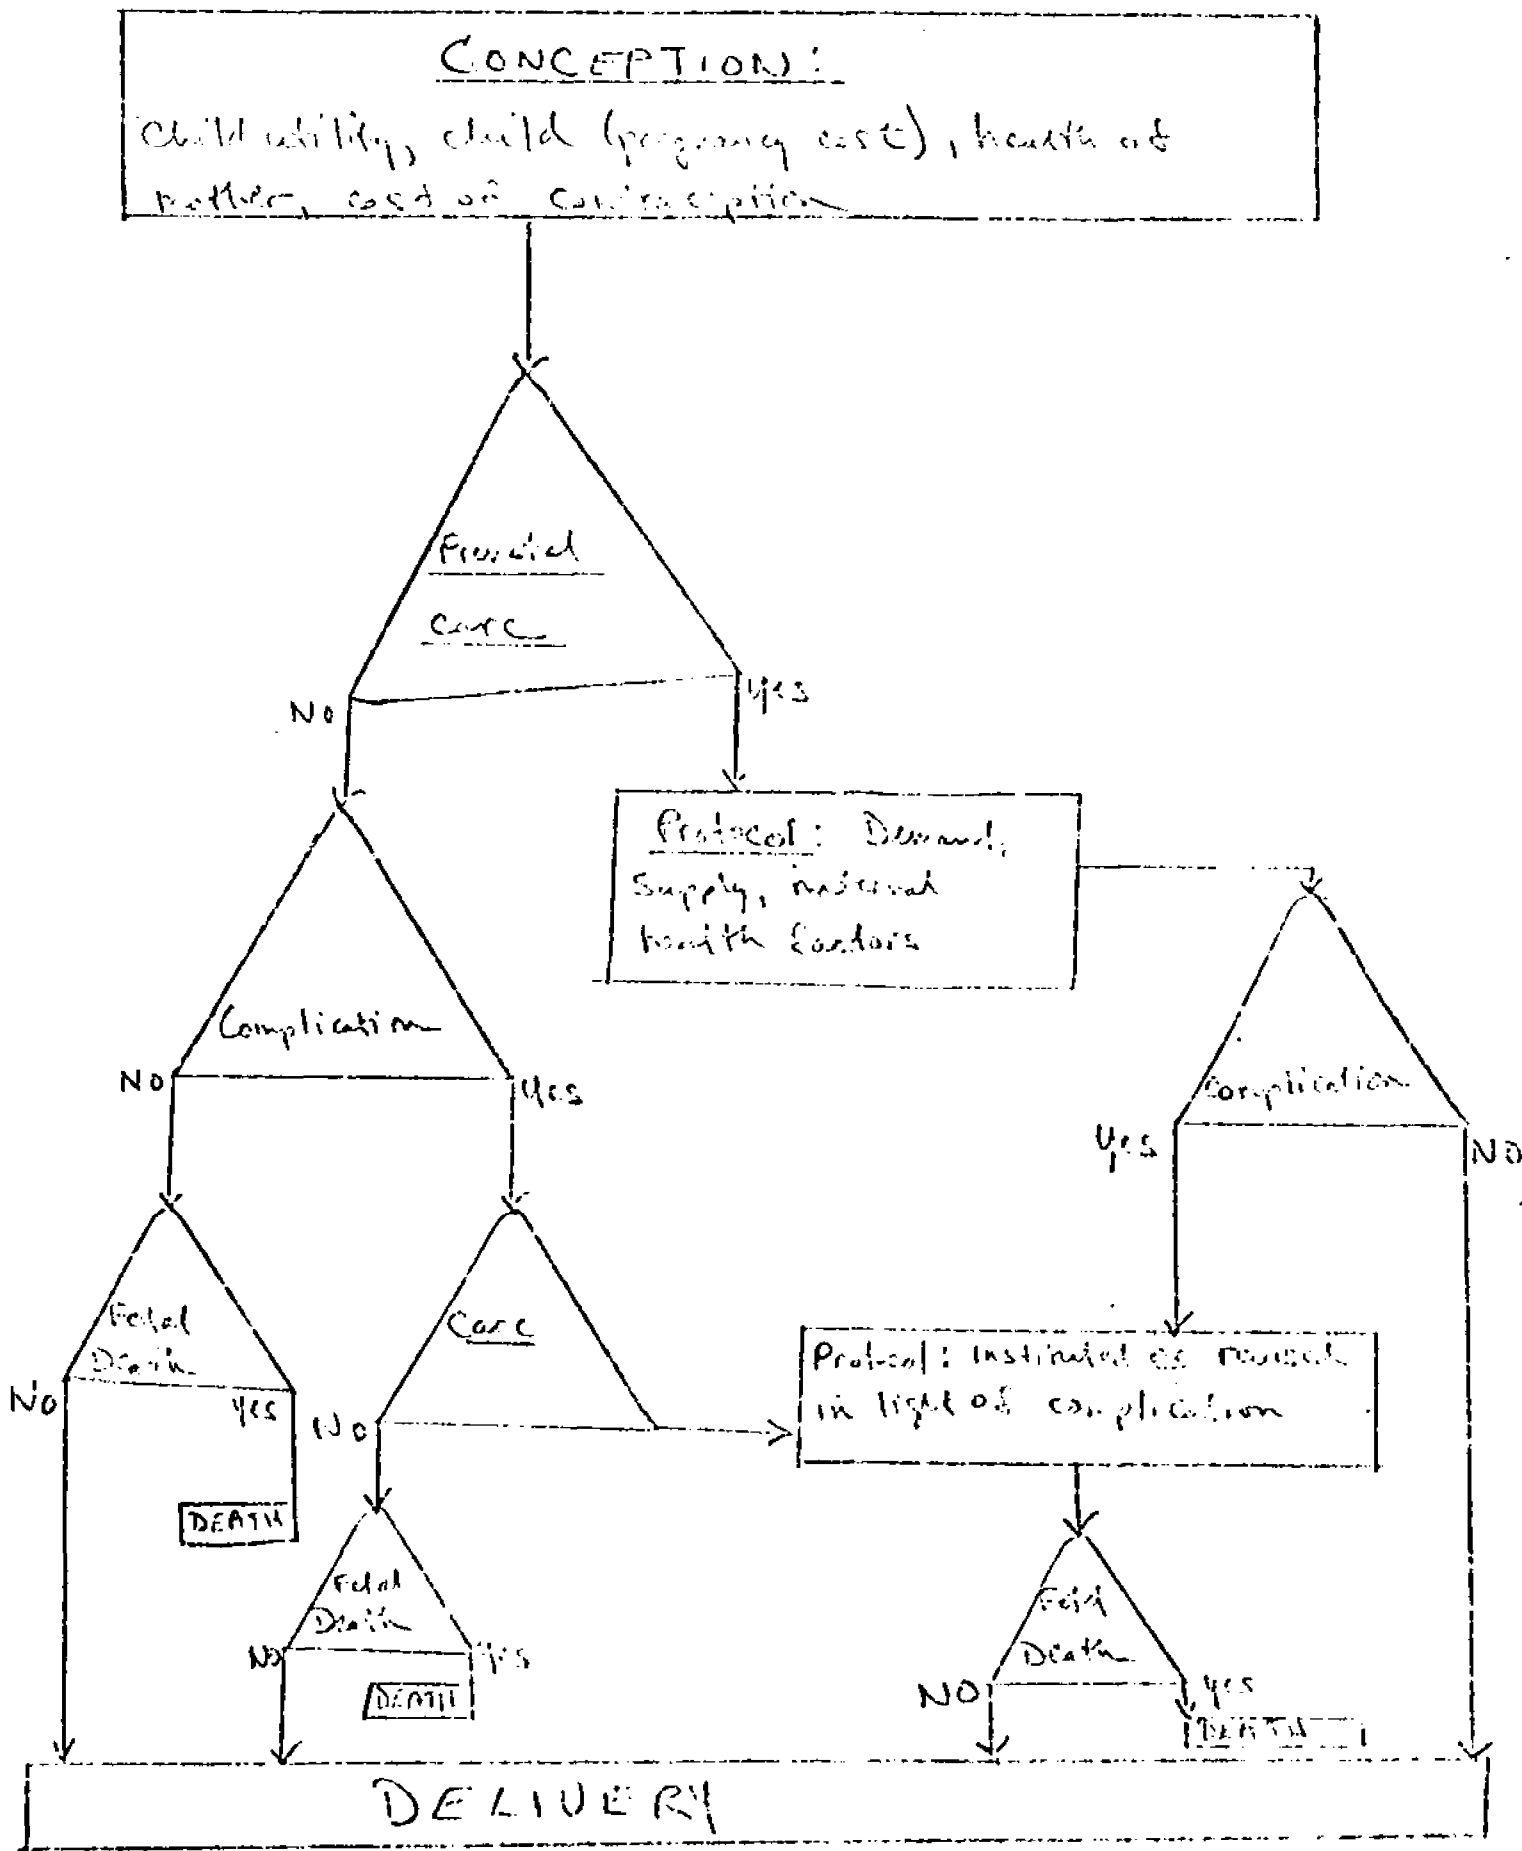 CONCEPTION:
Child utility, child (pregnancy cost), health of
mother, cost of contraception
Prenatal
care
NO
Yes
Protocol: Demand,
Supply, maternal
health factors
Complication
NO
Yes
Complication
Yes
NO
Fetal
Death
No
Yes
Care
No
Protocol: Instituted or revised
in light of complication
DEATH
Fetal
Death
NO
Yes
DEATH
Fetal
Death
NO
Yes
DEATH
DELIVERY